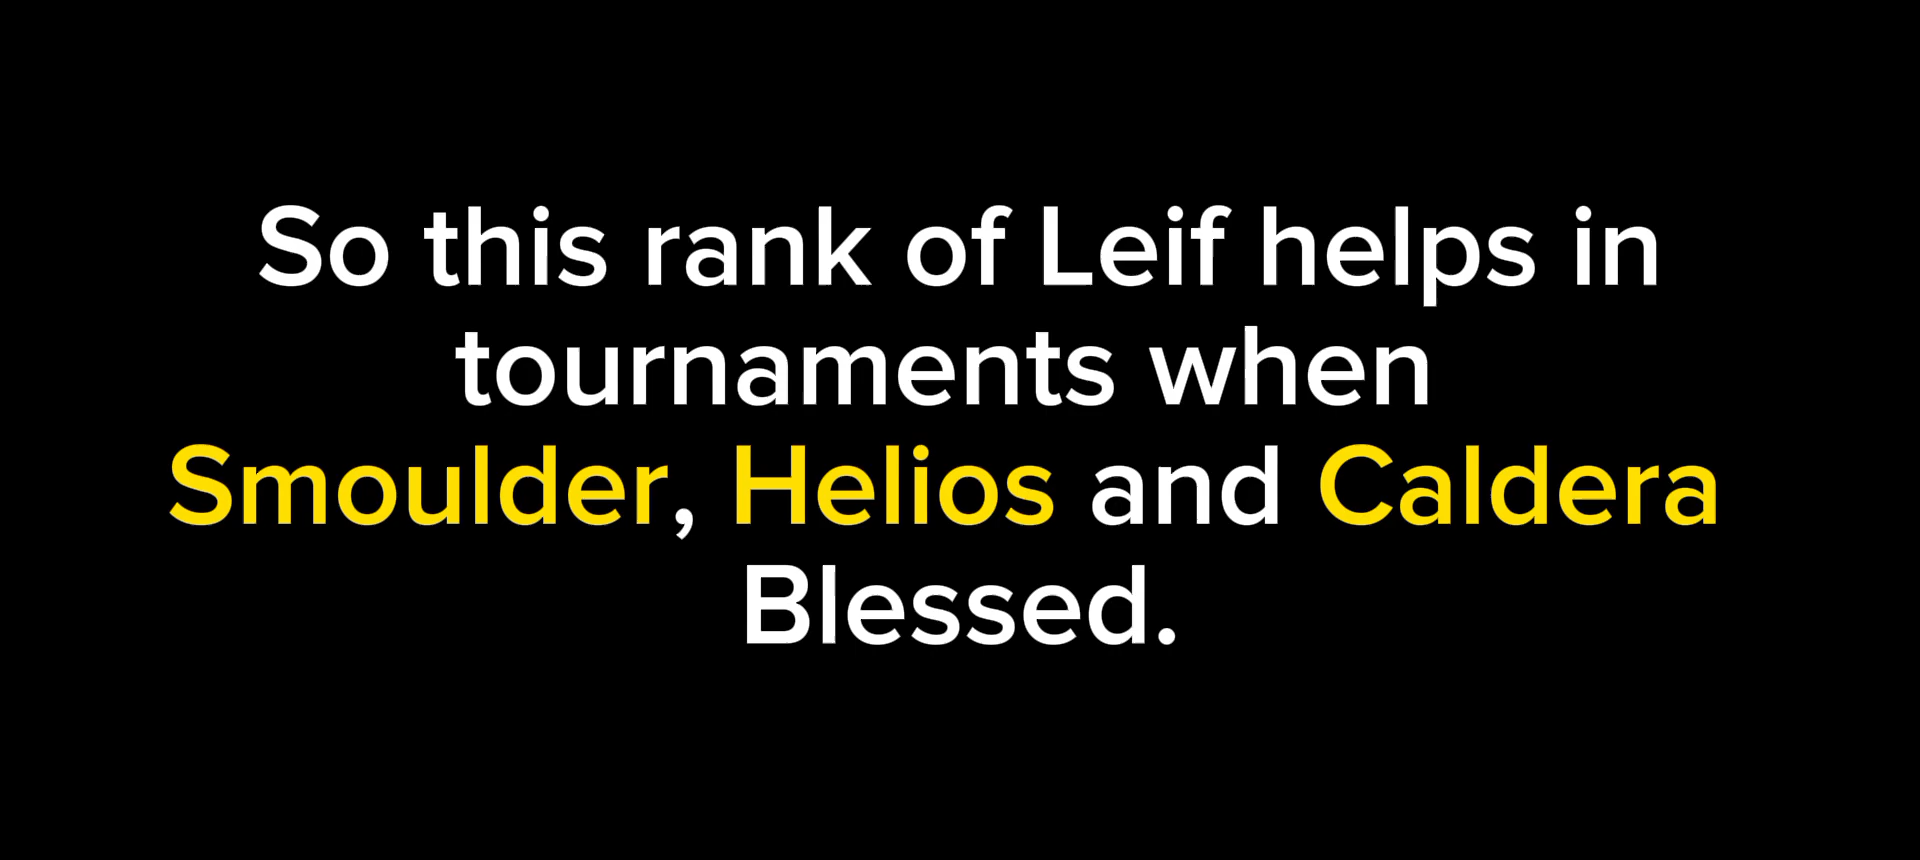 So this rank of Leif helps in
tournaments when
Smoulder, Helios and Caldera
Blessed.